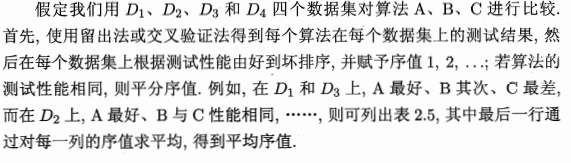 假定我们用 D₁、D₂、D₃ 和 D₄ 四个数据集对算法 A、B、C 进行比较.
首先, 使用留出法或交叉验证法得到每个算法在每个数据集上的测试结果, 然
后在每个数据集上根据测试性能由好到坏排序, 并赋予序值 1, 2, …; 若算法的
测试性能相同, 则平分序值. 例如, 在 D₁ 和 D₃ 上, A 最好、B 其次、C 最差,
而在 D₂ 上, A 最好、B 与 C 性能相同, ……, 则可列出表 2.5, 其中最后一行通
过对每一列的序值求平均, 得到平均序值.